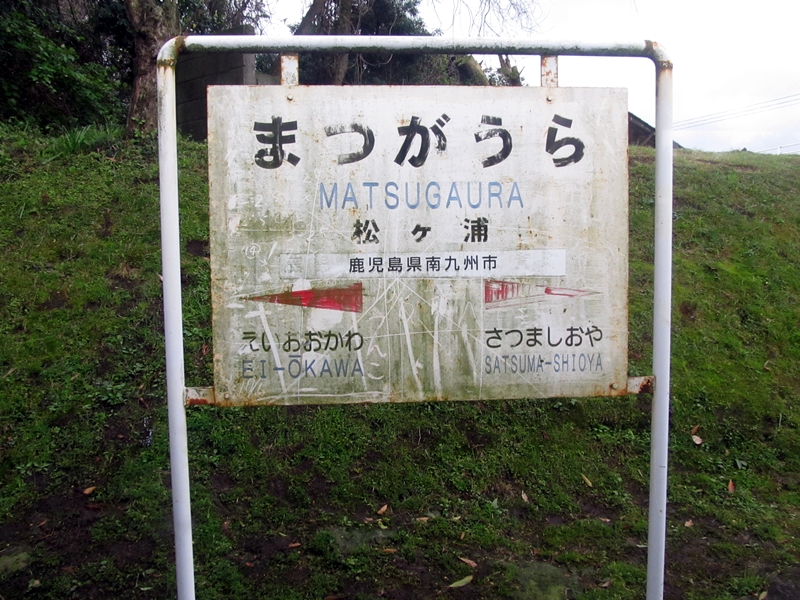 まつがうら
MATSUGAURA
松ヶ浦
鹿児島県南九州市
えいおおかわ さつましおや
EI-ŌKAWA SATSUMA-SHIOYA